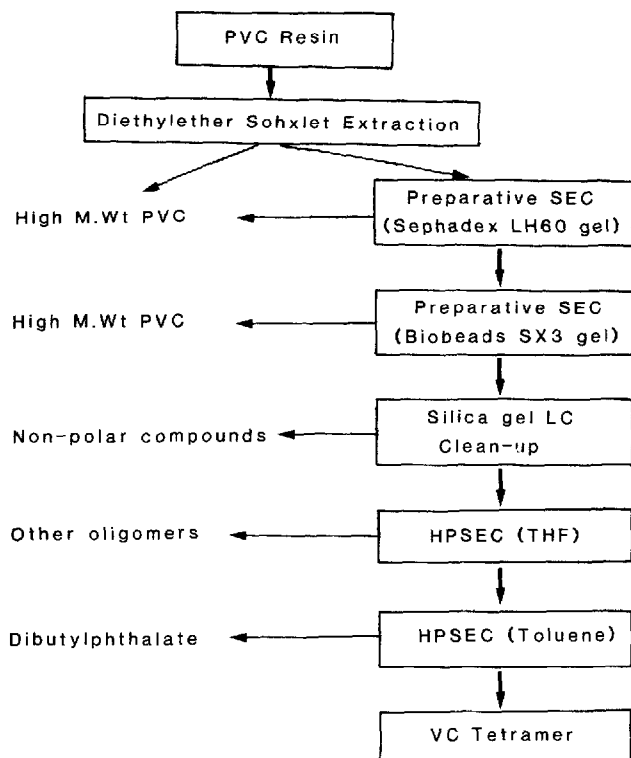 PVC Resin
Diethylether Sohxlet Extraction
High M.Wt PVC
Preparative SEC
(Sephadex LH60 gel)
High M.Wt PVC
Preparative SEC
(Biobeads SX3 gel)
Non-polar compounds
Silica gel LC
Clean-up
Other oligomers
HPSEC (THF)
Dibutylphthalate
HPSEC (Toluene)
VC Tetramer